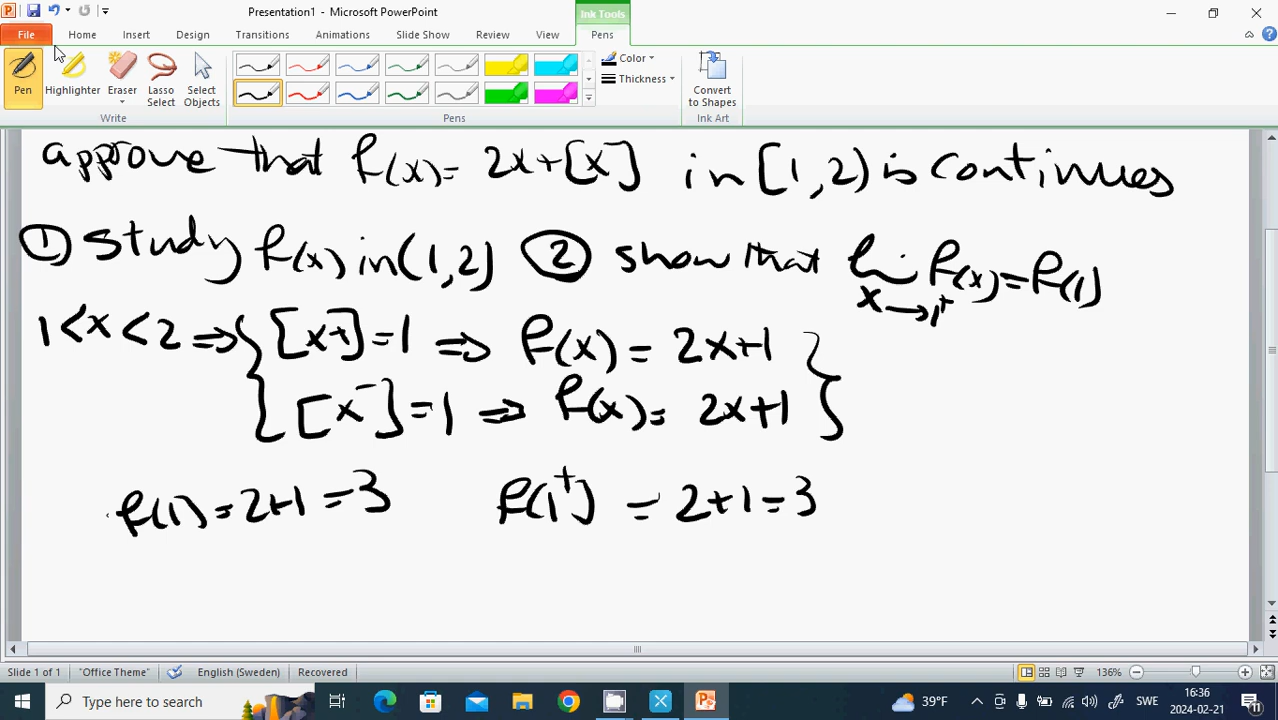 Presentation1 - Microsoft PowerPoint
Ink Tools
File Home Insert Design Transitions Animations Slide Show Review View Pens
Pen Highlighter Eraser Lasso Select Select Objects
Color
Thickness
Convert to Shapes
Write Pens Ink Art
approve that f(x)= 2x+[x] in [1,2) is continues
① study f(x) in (1,2) ② show that lim f(x)=f(1)
x→1⁺
1<x<2 ⇒ { [x⁺]=1 ⇒ f(x) = 2x+1 }
{ [x⁻]=1 ⇒ f(x)= 2x+1 }
f(1)=2+1=3 f(1⁺) = 2+1=3
Slide 1 of 1 "Office Theme" English (Sweden) Recovered 136%
Type here to search 39°F SWE 16:36
2024-02-21 11